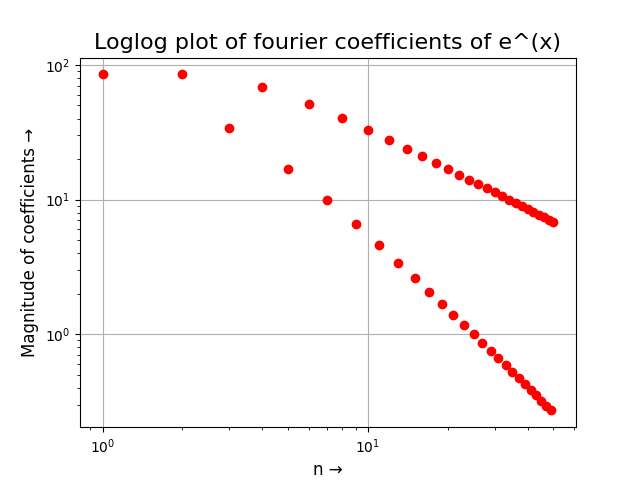 Loglog plot of fourier coefficients of e^(x)
Magnitude of coefficients →
10²
10¹
10⁰
10⁰
10¹
n →